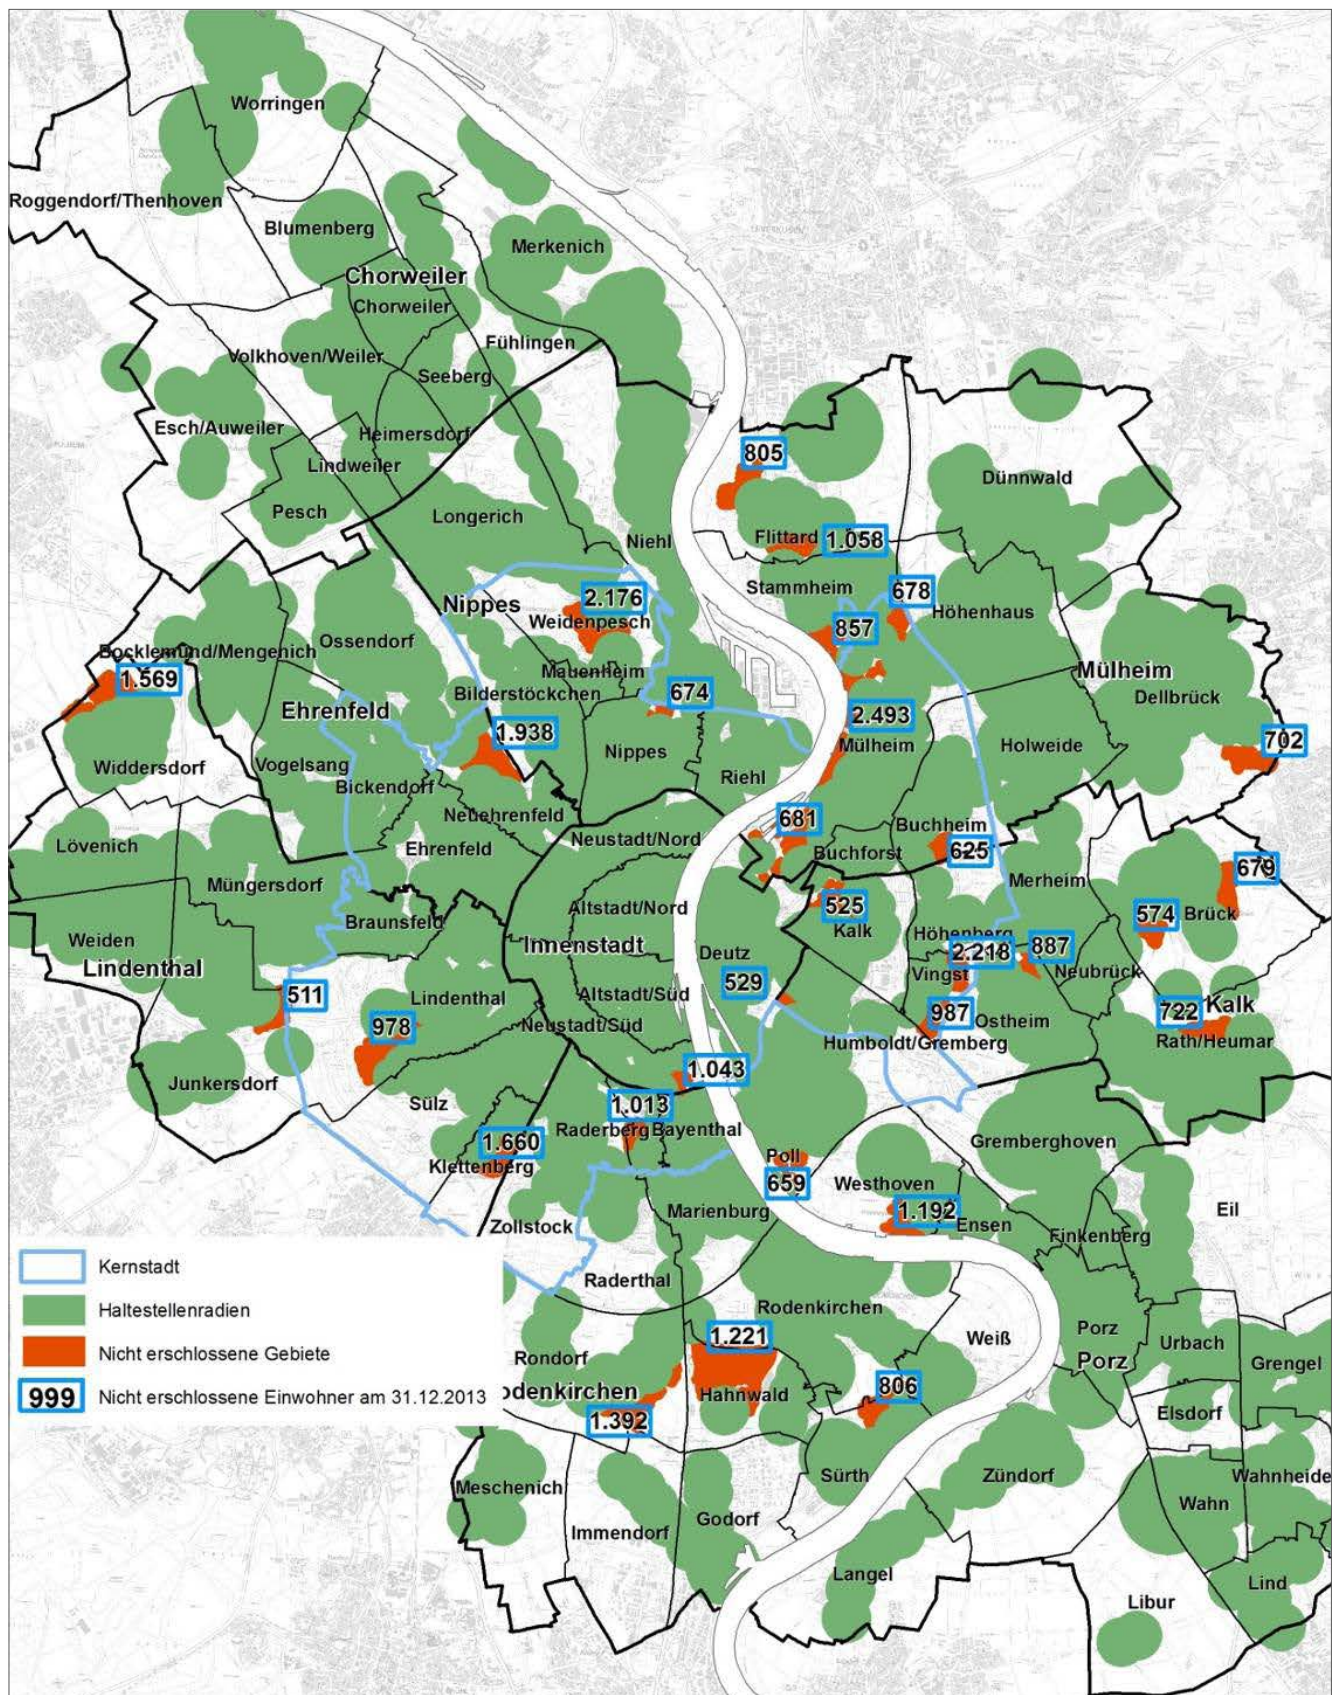 Worringen
Roggendorf/Thenhoven
Blumenberg
Merkenich
Chorweiler
Chorweiler
Fühlingen
Volkhoven/Weiler
Seeberg
Esch/Auweiler
Heimersdorf
Lindweiler
805
Dünnwald
Pesch
Longerich
Niehl
Flittard
1.058
Stammheim
678
Nippes
2.176
Höhenhaus
Weidenpesch
857
Ossendorf
Bocklemünd/Mengenich
1.569
Mauenheim
Bilderstöckchen
674
Mülheim
Dellbrück
Ehrenfeld
2.493
1.938
Mülheim
Holweide
702
Nippes
Widdersdorf
Vogelsang
Riehl
Bickendorf
Neuehrenfeld
681
Buchheim
Neustadt/Nord
Lövenich
Ehrenfeld
Buchforst
625
679
Merheim
Müngersdorf
Altstadt/Nord
525
574
Brück
Braunsfeld
Kalk
Höhenberg
Weiden
Innenstadt
Deutz
2.218
887
Lindenthal
Vingst
Neubrück
529
511
Lindenthal
Altstadt/Süd
Kalk
978
Neustadt/Süd
987
Ostheim
722
Humboldt/Gremberg
Rath/Heumar
1.043
Junkersdorf
Sülz
1.013
Raderberg
Bayenthal
1.660
Klettenberg
Gremberghoven
Poll
659
Westhoven
Marienburg
1.192
Ensen
Eil
Zollstock
Finkenberg
Kernstadt
Raderthal
Haltestellenradien
Rodenkirchen
Nicht erschlossene Gebiete
1.221
Weiß
Porz
Urbach
Rondorf
Porz
Grengel
999 Nicht erschlossene Einwohner am 31.12.2013
odenkirchen
Hahnwald
806
1.392
Elsdorf
Meschenich
Sürth
Zündorf
Wahnheide
Wahn
Immendorf
Godorf
Langel
Lind
Libur